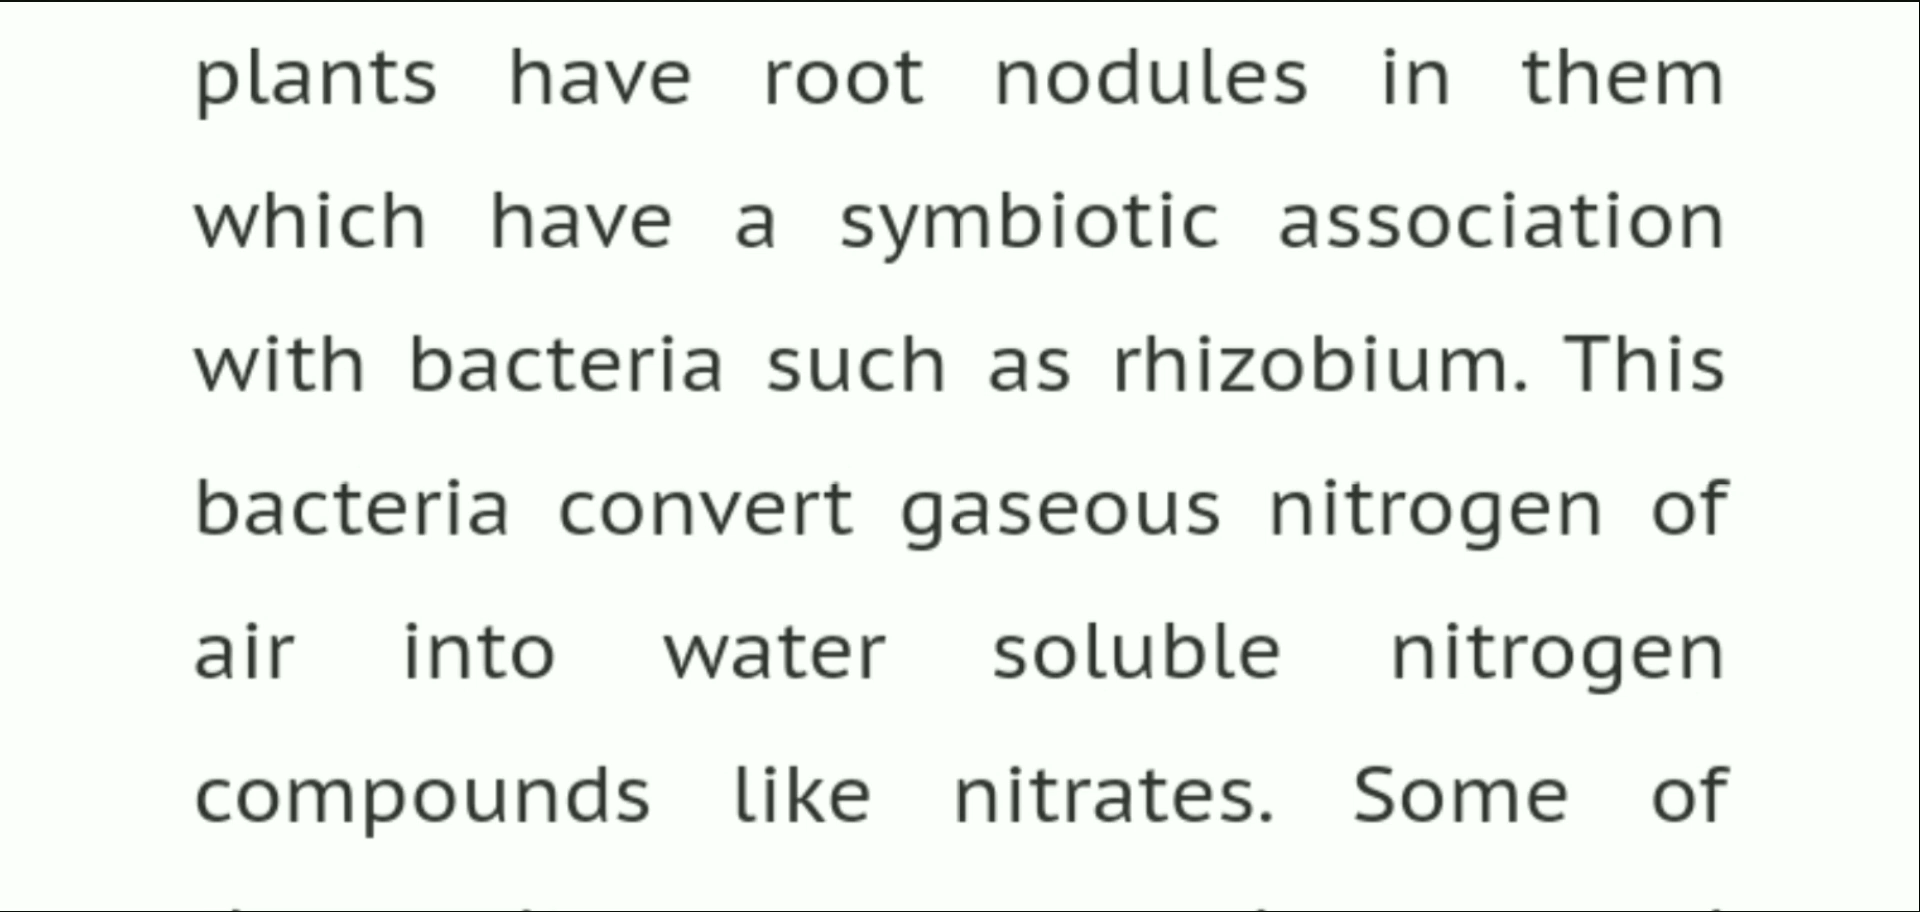 plants have root nodules in them
which have a symbiotic association
with bacteria such as rhizobium. This
bacteria convert gaseous nitrogen of
air into water soluble nitrogen
compounds like nitrates. Some of